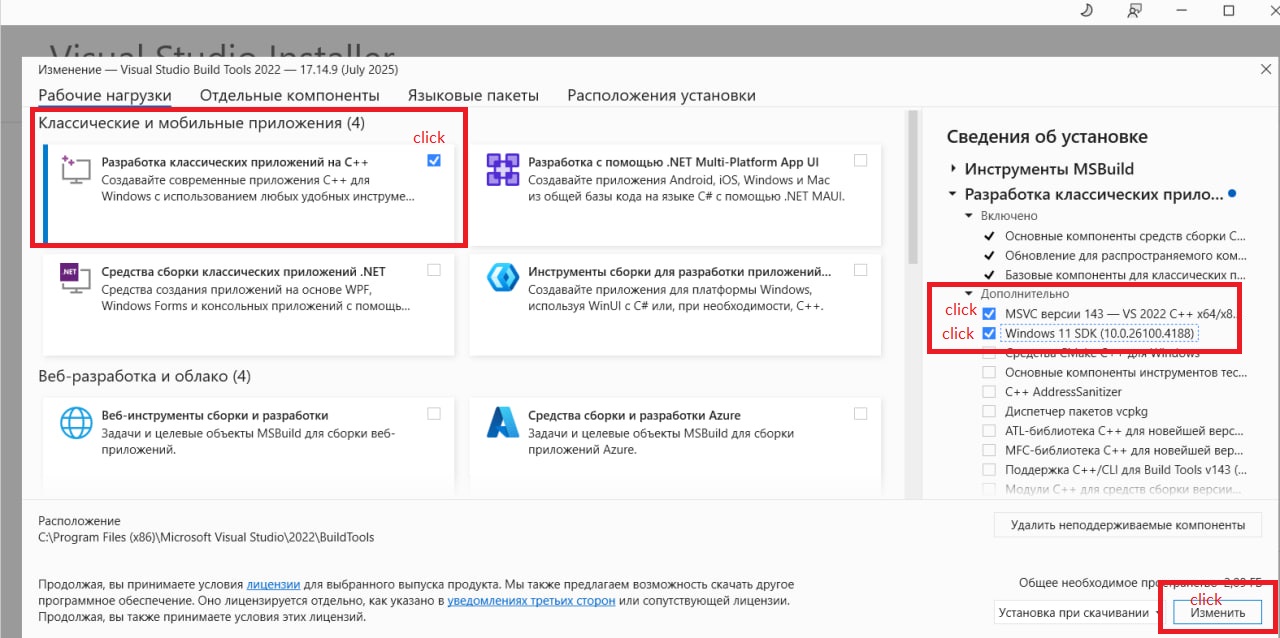 Visual Studio Installer
Изменение — Visual Studio Build Tools 2022 — 17.14.9 (July 2025)
Рабочие нагрузки Отдельные компоненты Языковые пакеты Расположения установки
Классические и мобильные приложения (4)
click
Разработка классических приложений на C++
Создавайте современные приложения C++ для
Windows с использованием любых удобных инструме...
Разработка с помощью .NET Multi-Platform App UI
Создавайте приложения Android, iOS, Windows и Mac
из общей базы кода на языке C# с помощью .NET MAUI.
.NET
Средства сборки классических приложений .NET
Средства создания приложений на основе WPF,
Windows Forms и консольных приложений с помощь...
Инструменты сборки для разработки приложений...
Создавайте приложения для платформы Windows,
используя WinUI с C# или, при необходимости, C++.
Веб-разработка и облако (4)
Веб-инструменты сборки и разработки
Задачи и целевые объекты MSBuild для сборки веб-
приложений.
Средства сборки и разработки Azure
Задачи и целевые объекты MSBuild для сборки
приложений Azure.
Сведения об установке
Инструменты MSBuild
Разработка классических прило...
Включено
Основные компоненты средств сборки C...
Обновление для распространяемого ком...
Базовые компоненты для классических п...
Дополнительно
click MSVC версии 143 — VS 2022 C++ x64/x8..
click Windows 11 SDK (10.0.26100.4188)
Средства CMake C++ для Windows
Основные компоненты инструментов тес...
C++ AddressSanitizer
Диспетчер пакетов vcpkg
ATL-библиотека C++ для новейшей верс...
MFC-библиотека C++ для новейшей вер...
Поддержка C++/CLI для Build Tools v143 (...
Модули C++ для средств сборки версии...
Расположение
C:\Program Files (x86)\Microsoft Visual Studio\2022\BuildTools
Удалить неподдерживаемые компоненты
Продолжая, вы принимаете условия лицензии для выбранного выпуска продукта. Мы также предлагаем возможность скачать другое
программное обеспечение. Оно лицензируется отдельно, как указано в уведомлениях третьих сторон или сопутствующей лицензии.
Продолжая, вы также принимаете условия этих лицензий.
Общее необходимое пространство 2,09 ГБ
click
Установка при скачивании Изменить